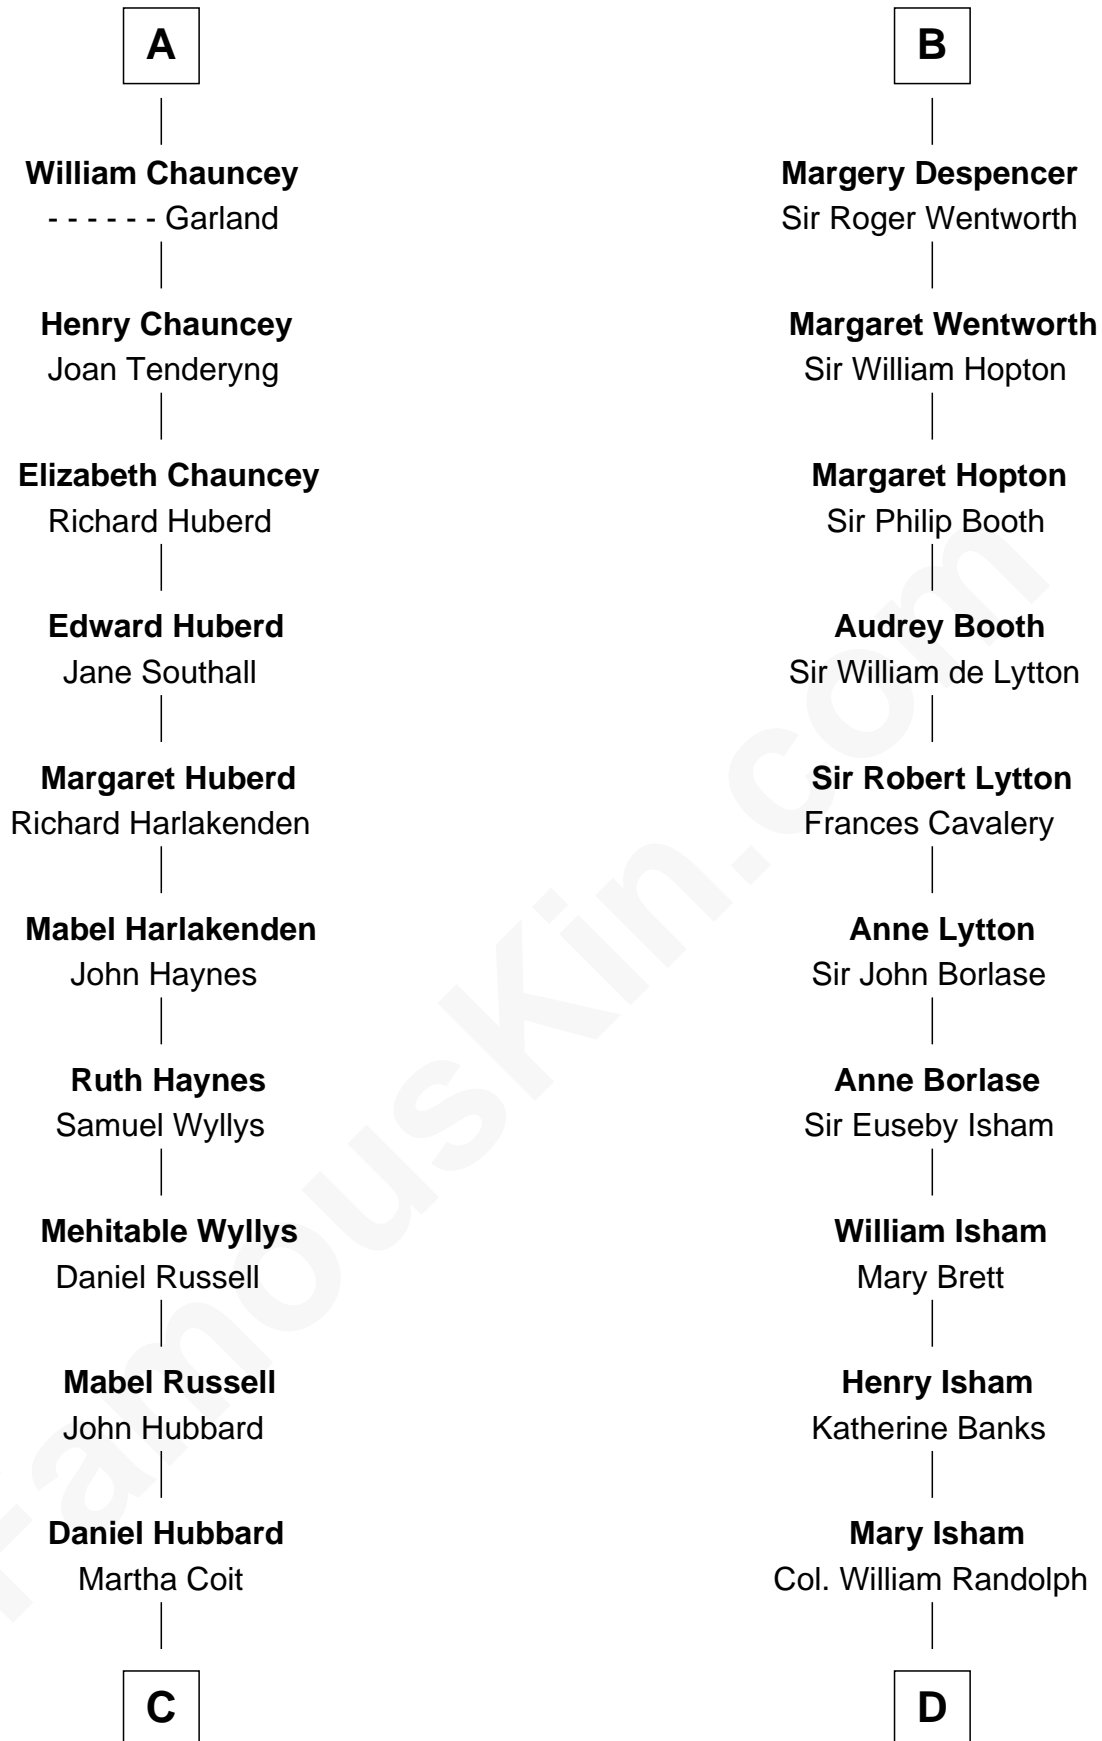 A
William Chauncey
- - - - - - Garland
Henry Chauncey
Joan Tenderyng
Elizabeth Chauncey
Richard Huberd
Edward Huberd
Jane Southall
Margaret Huberd
Richard Harlakenden
Mabel Harlakenden
John Haynes
Ruth Haynes
Samuel Wyllys
Mehitable Wyllys
Daniel Russell
Mabel Russell
John Hubbard
Daniel Hubbard
Martha Coit
C
B
Margery Despencer
Sir Roger Wentworth
Margaret Wentworth
Sir William Hopton
Margaret Hopton
Sir Philip Booth
Audrey Booth
Sir William de Lytton
Sir Robert Lytton
Frances Cavalery
Anne Lytton
Sir John Borlase
Anne Borlase
Sir Euseby Isham
William Isham
Mary Brett
Henry Isham
Katherine Banks
Mary Isham
Col. William Randolph
D
FamousKin.com